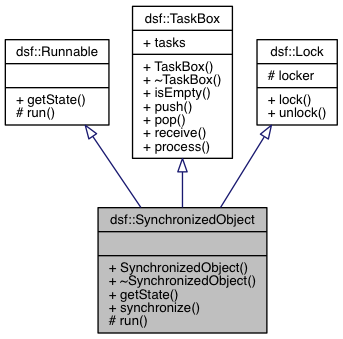 dsf::Runnable
+ getState()
# run()
dsf::TaskBox
+ tasks
+ TaskBox()
+ ~TaskBox()
+ isEmpty()
+ push()
+ pop()
+ receive()
+ process()
dsf::Lock
# locker
+ lock()
+ unlock()
dsf::SynchronizedObject
+ SynchronizedObject()
+ ~SynchronizedObject()
+ getState()
+ synchronize()
# run()